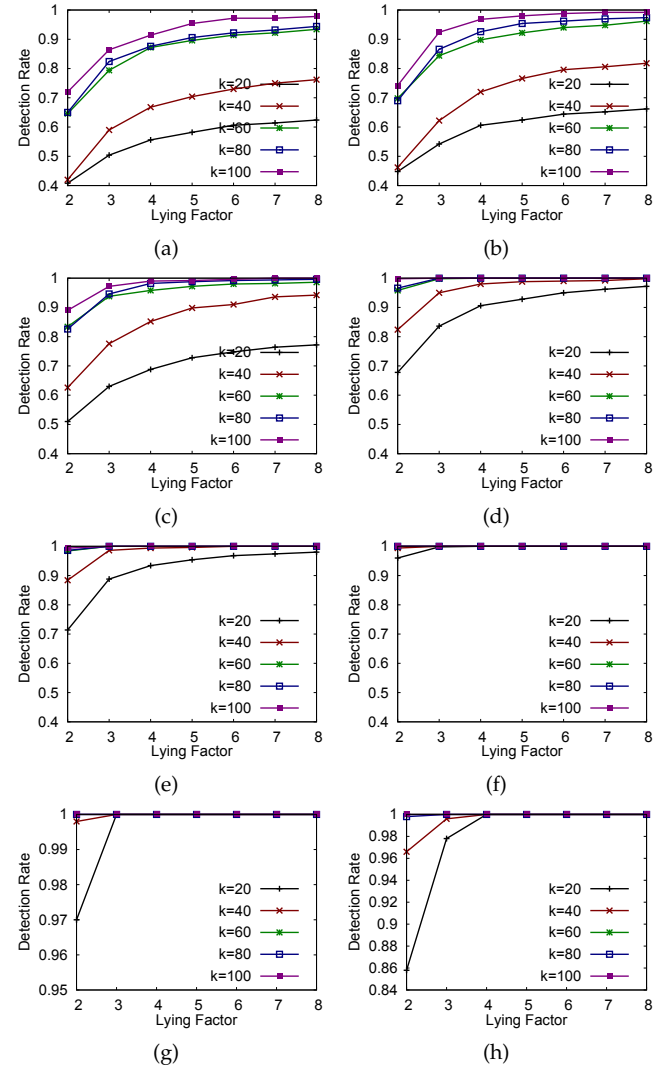 1
0.9
0.8
0.7
0.6
0.5
0.4
Detection Rate
k=20
k=40
k=60
k=80
k=100
2 3 4 5 6 7 8
Lying Factor
(a)
1
0.9
0.8
0.7
0.6
0.5
0.4
Detection Rate
k=20
k=40
k=60
k=80
k=100
2 3 4 5 6 7 8
Lying Factor
(b)
1
0.9
0.8
0.7
0.6
0.5
0.4
Detection Rate
k=20
k=40
k=60
k=80
k=100
2 3 4 5 6 7 8
Lying Factor
(c)
1
0.9
0.8
0.7
0.6
0.5
0.4
Detection Rate
k=20
k=40
k=60
k=80
k=100
2 3 4 5 6 7 8
Lying Factor
(d)
1
0.9
0.8
0.7
0.6
0.5
0.4
Detection Rate
k=20
k=40
k=60
k=80
k=100
2 3 4 5 6 7 8
Lying Factor
(e)
1
0.9
0.8
0.7
0.6
0.5
0.4
Detection Rate
k=20
k=40
k=60
k=80
k=100
2 3 4 5 6 7 8
Lying Factor
(f)
1
0.99
0.98
0.97
0.96
0.95
Detection Rate
k=20
k=40
k=60
k=80
k=100
2 3 4 5 6 7 8
Lying Factor
(g)
1
0.98
0.96
0.94
0.92
0.9
0.88
0.86
0.84
Detection Rate
k=20
k=40
k=60
k=80
k=100
2 3 4 5 6 7 8
Lying Factor
(h)